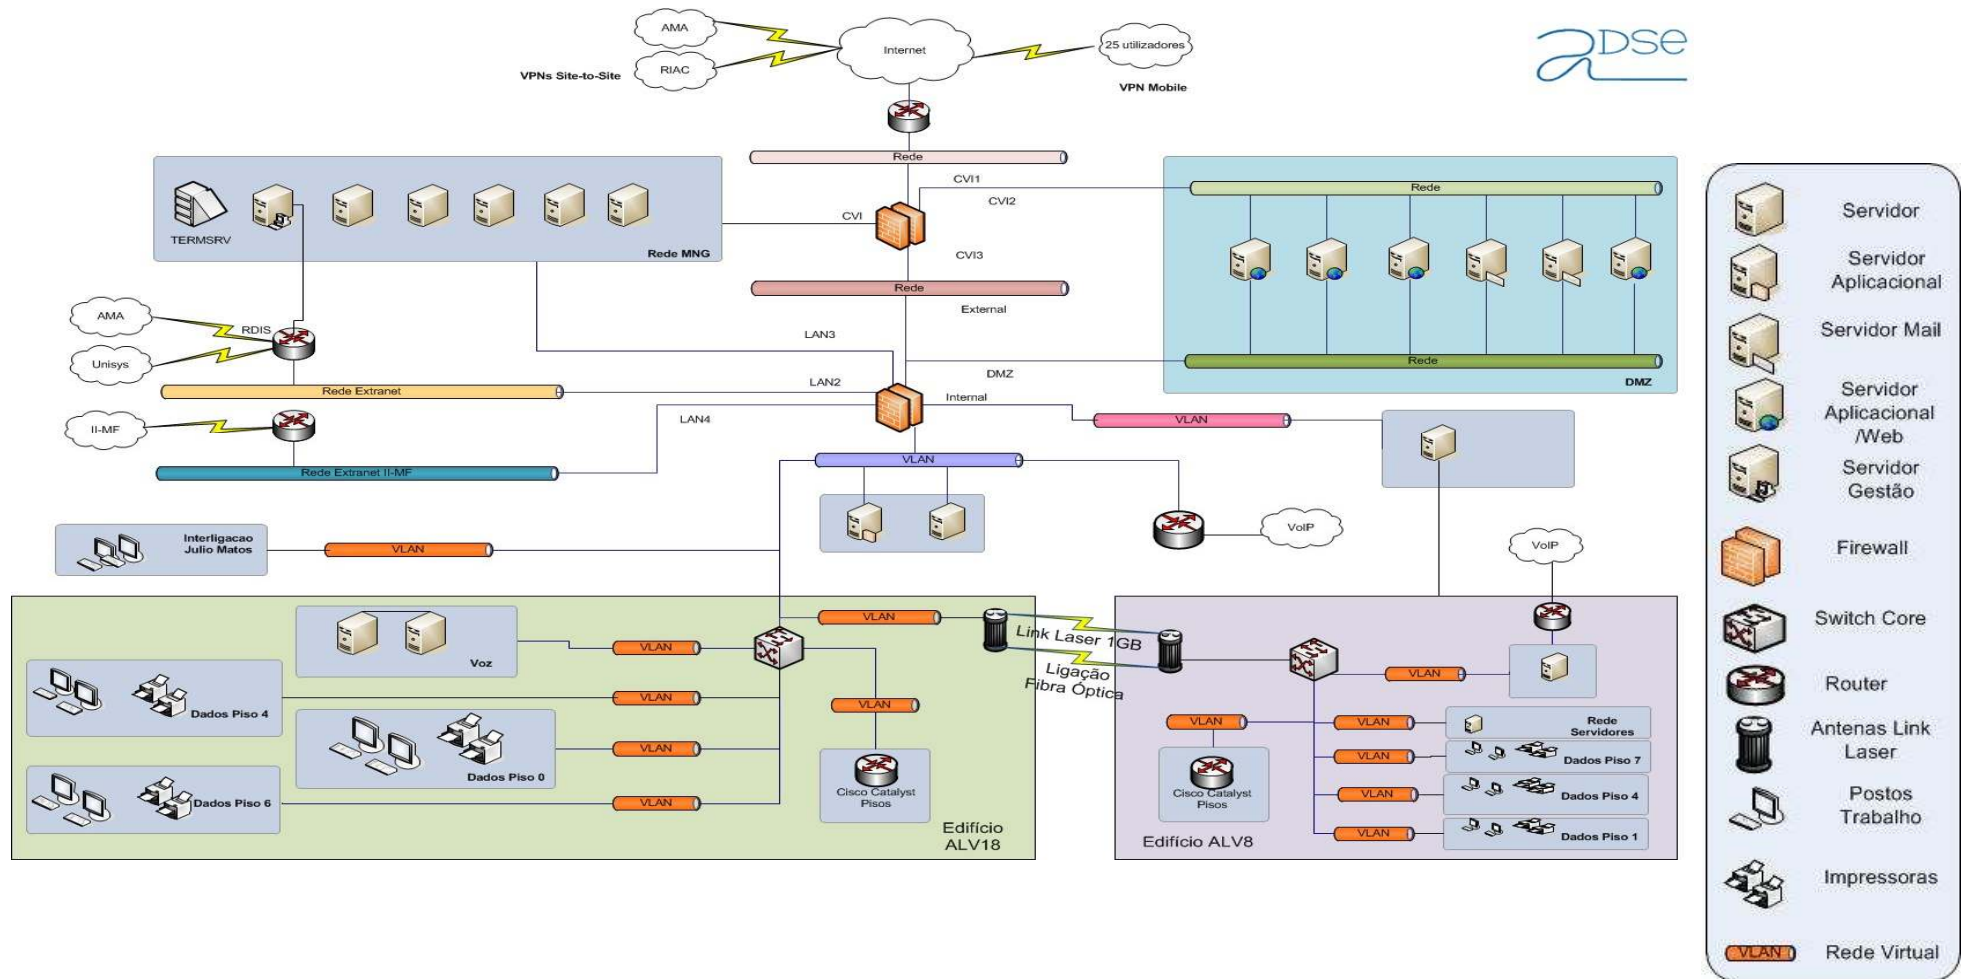 AMA
RIAC
VPNs Site-to-Site
Internet
25 utilizadores
VPN Mobile
aDSe
Rede
CVI1
CVI2
CVI
CVI3
TERMSRV
Rede MNG
Rede
External
Rede
Rede
DMZ
AMA
Unisys
RDIS
LAN3
DMZ
Rede Extranet
LAN2
Internal
II-MF
LAN4
VLAN
VLAN
Rede Extranet II-MF
VoIP
Interligacao
Julio Matos
VLAN
VoIP
Voz
VLAN
VLAN
Link Laser 1GB
Ligação
Fibra Óptica
Dados Piso 4
VLAN
VLAN
Dados Piso 0
VLAN
Dados Piso 6
VLAN
Cisco Catalyst
Pisos
Edifício
ALV18
VLAN
VLAN
Cisco Catalyst
Pisos
VLAN
Rede
Servidores
VLAN
Dados Piso 7
VLAN
Dados Piso 4
VLAN
Dados Piso 1
Edifício ALV8
Servidor
Servidor
Aplicacional
Servidor Mail
Servidor
Aplicacional
/Web
Servidor
Gestão
Firewall
Switch Core
Router
Antenas Link
Laser
Postos
Trabalho
Impressoras
VLAN
Rede Virtual